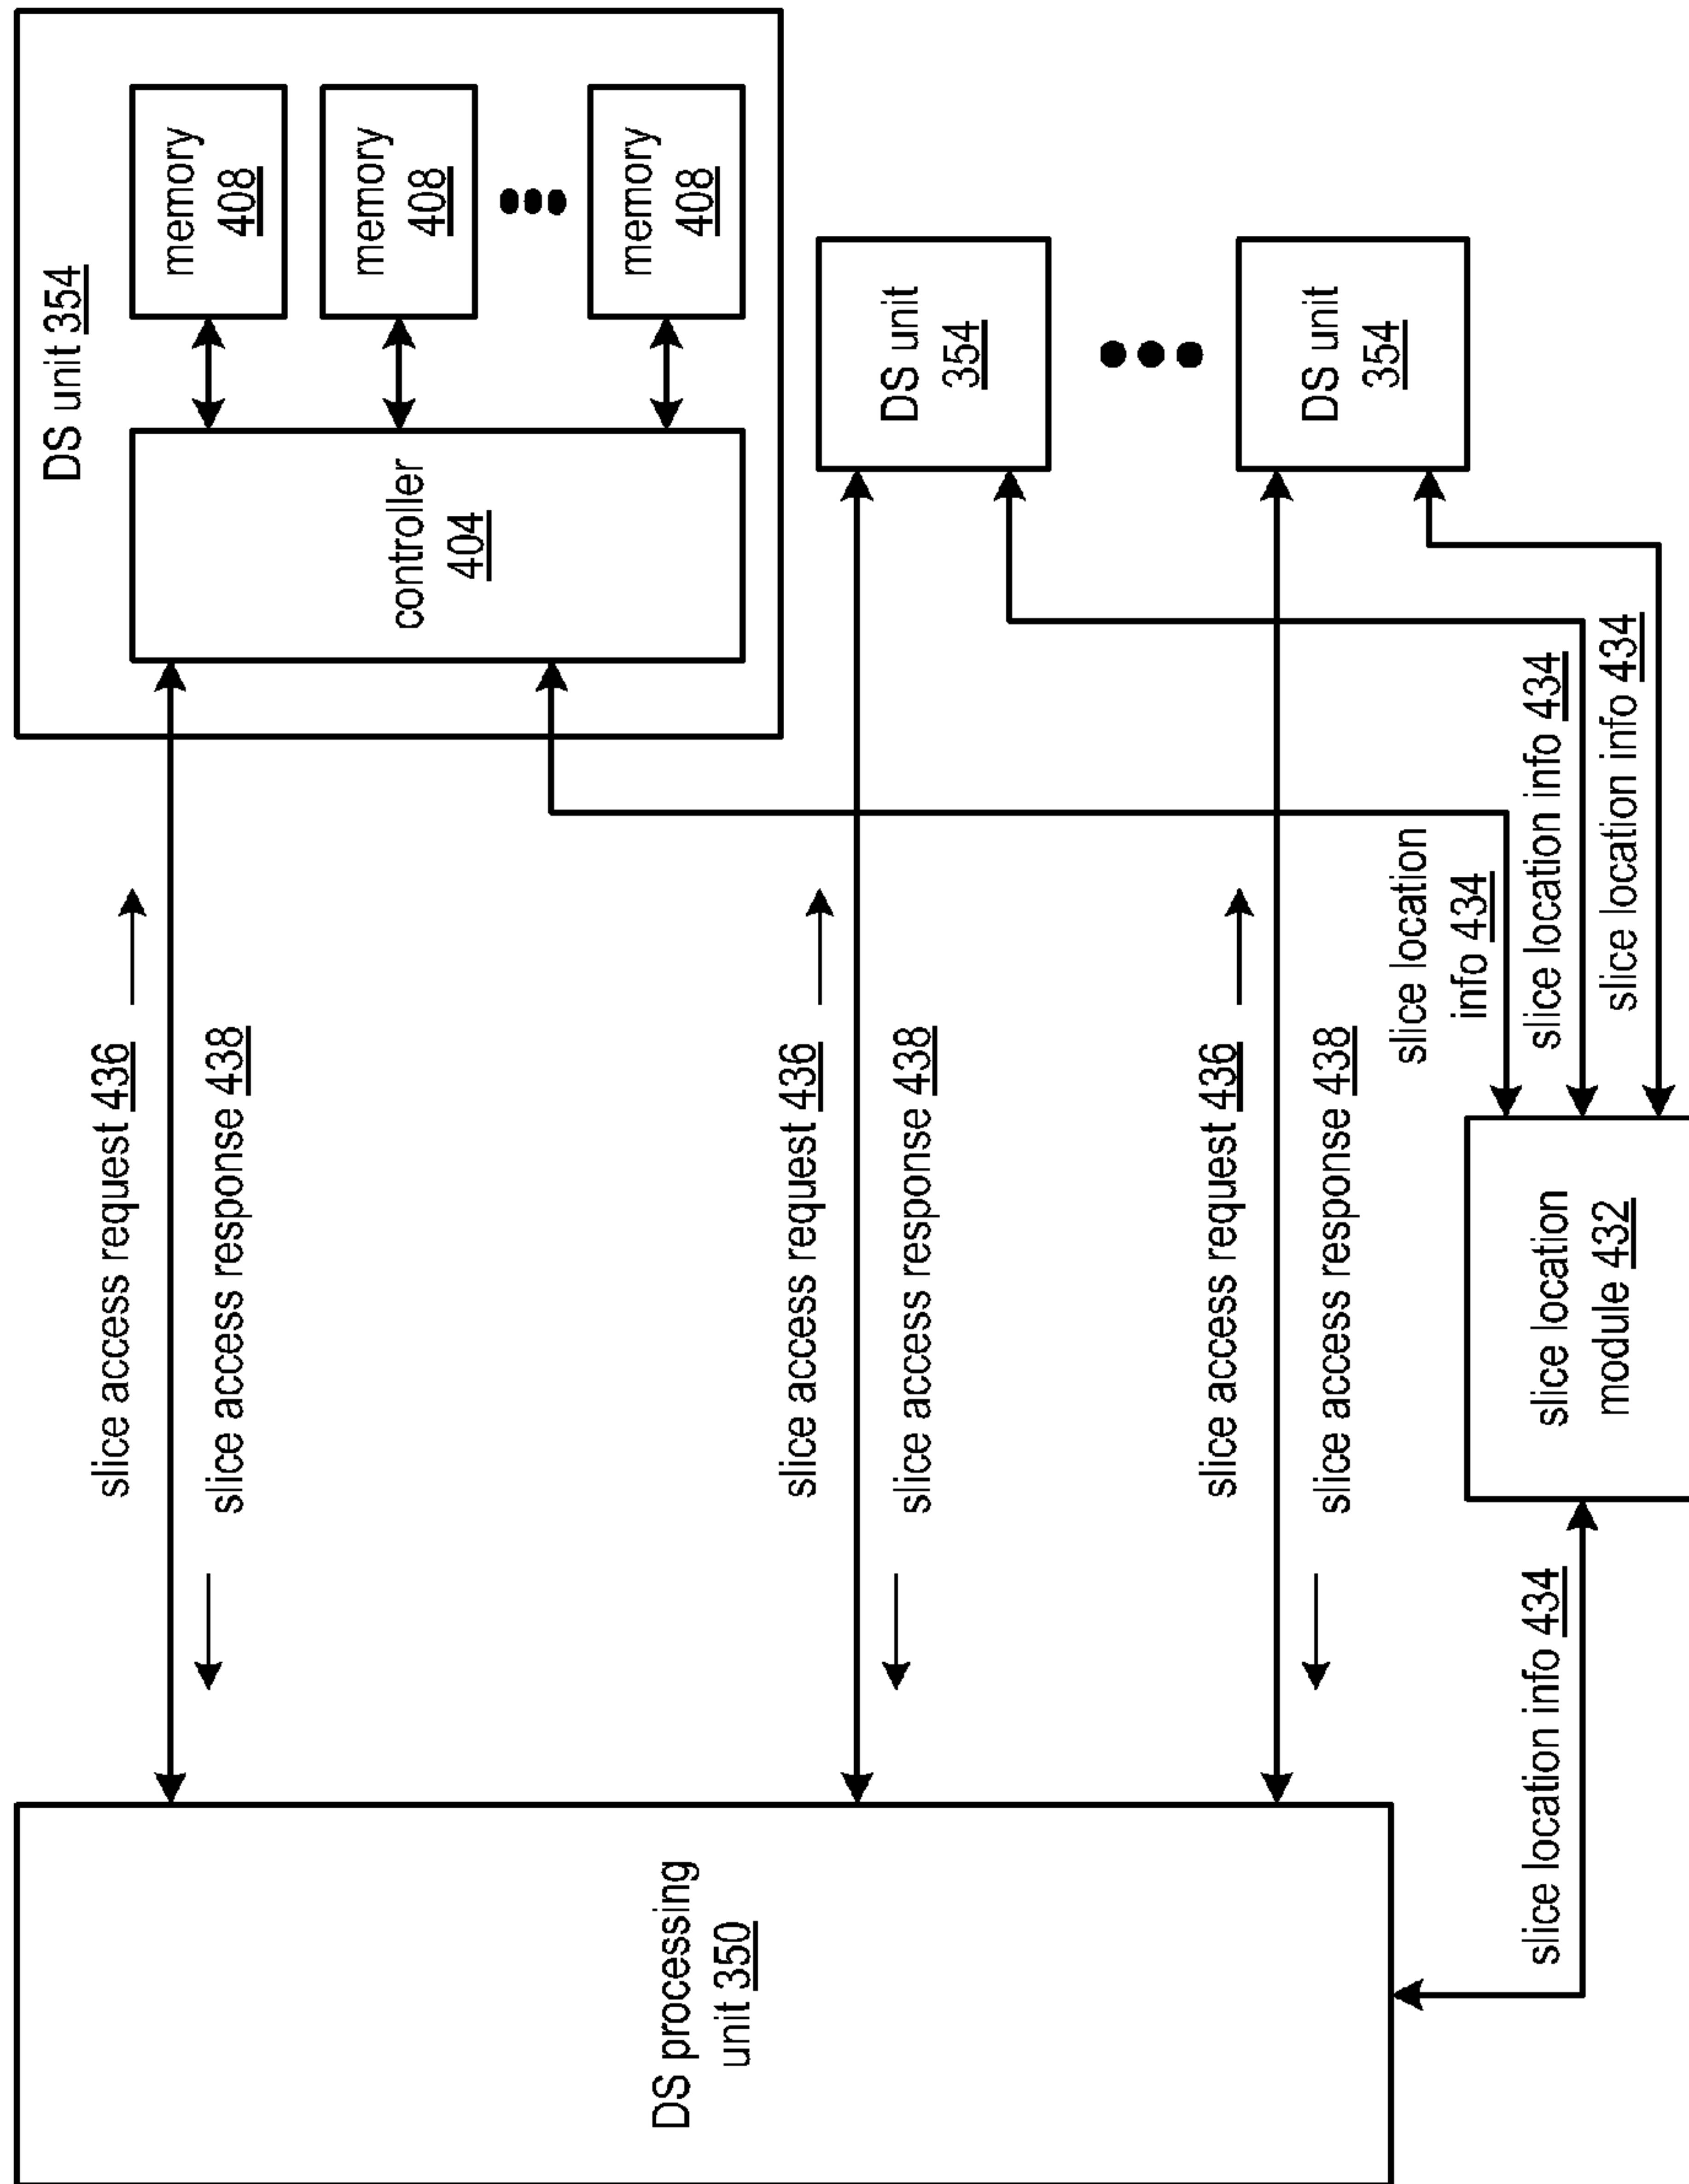 DS unit 354
memory
408
memory
408
memory
408
controller
404
slice access request 436
slice access response 438
DS processing
unit 350
DS unit
354
slice access request 436
slice access response 438
DS unit
354
slice access request 436
slice access response 438
slice location
info 434
slice location info 434
slice location info 434
slice location
module 432
slice location info 434